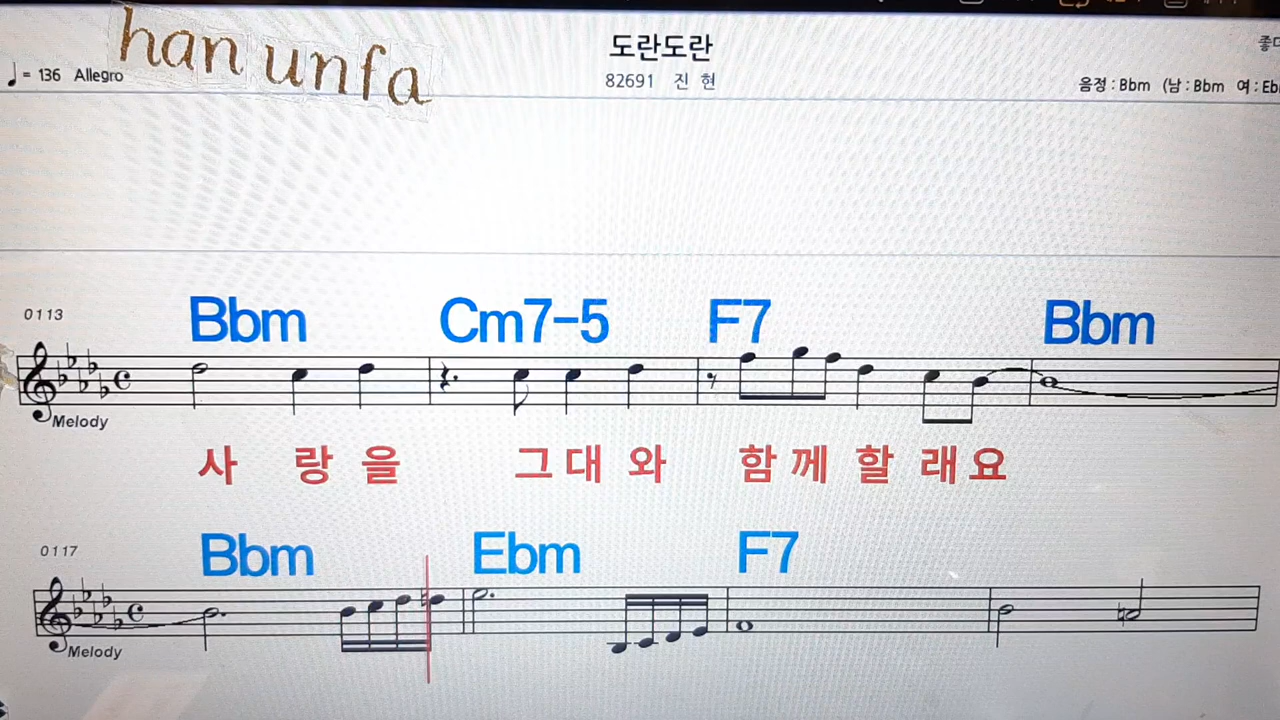 han unfa
도란도란
82691 진 현
♩= 136 Allegro
음정 : Bbm (남 : Bbm 여 :
0113
Bbm Cm7-5 F7 Bbm
Melody
사 랑 을 그 대 와 함 께 할 래 요
0117
Bbm Ebm F7
Melody